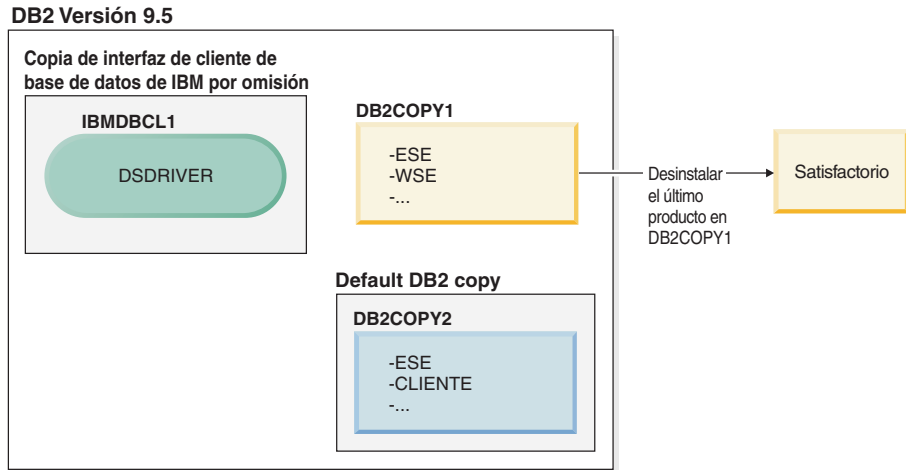 DB2 Versión 9.5
Copia de interfaz de cliente de
base de datos de IBM por omisión
IBMDBCL1
DSDRIVER
DB2COPY1
-ESE
-WSE
-...
Desinstalar
el último
producto en
DB2COPY1
Satisfactorio
Default DB2 copy
DB2COPY2
-ESE
-CLIENTE
-...